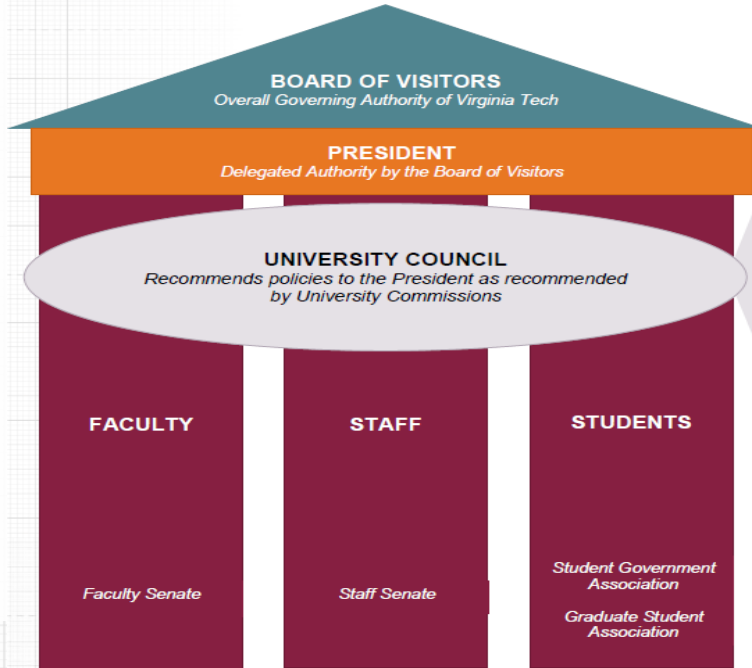 BOARD OF VISITORS
Overall Governing Authority of Virginia Tech
PRESIDENT
Delegated Authority by the Board of Visitors
UNIVERSITY COUNCIL
Recommends policies to the President as recommended
by University Commissions
FACULTY
STAFF
STUDENTS
Faculty Senate
Staff Senate
Student Government
Association
Graduate Student
Association